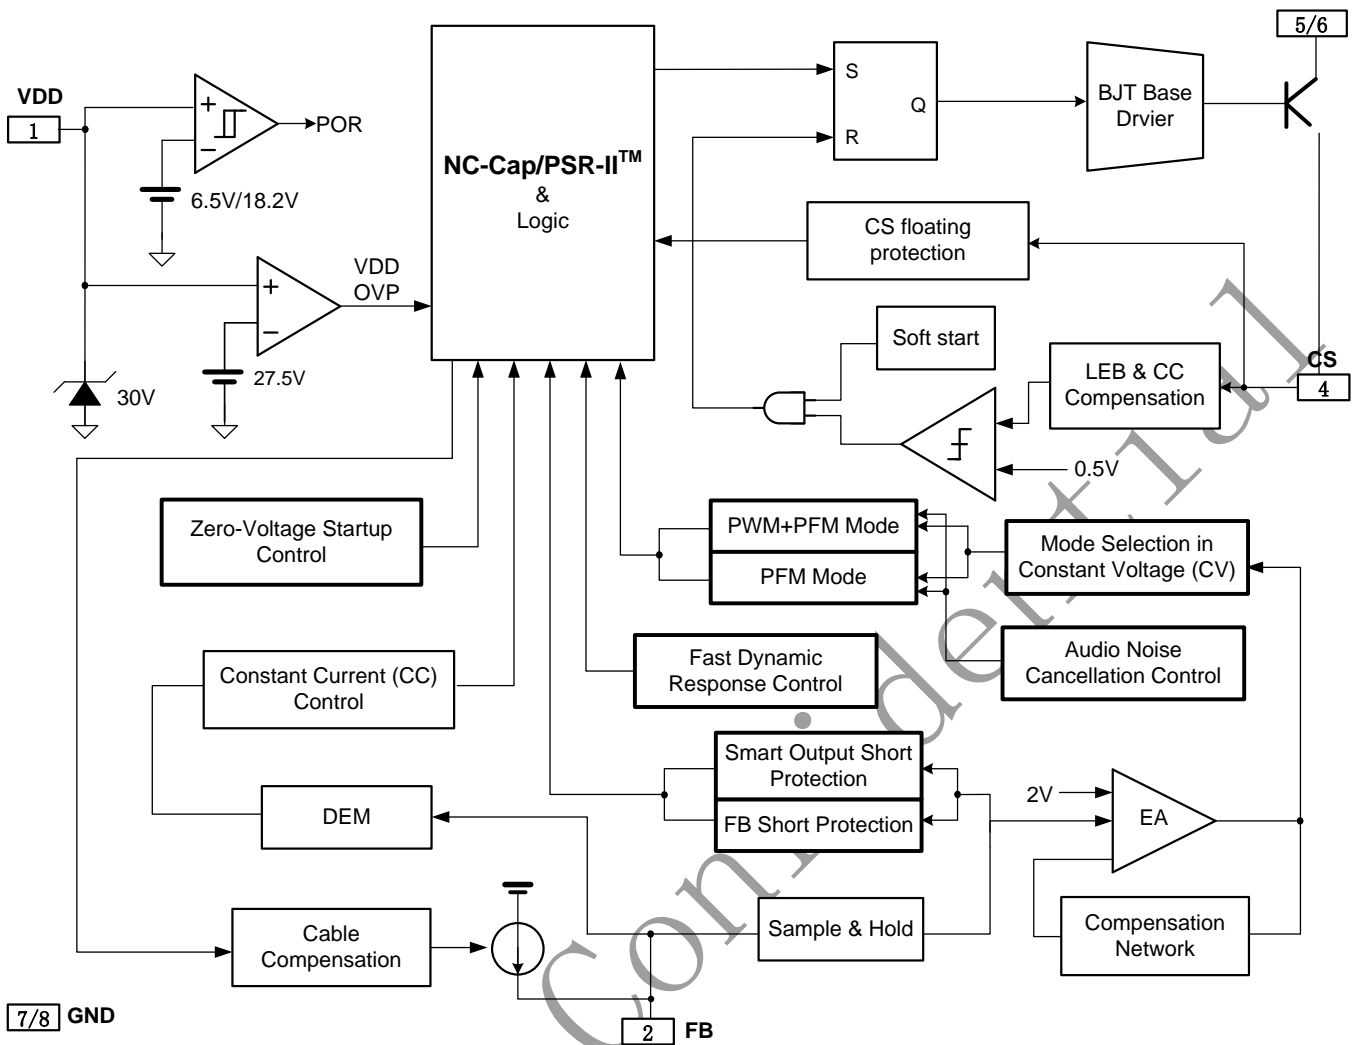 5/6
VDD
1
+
−
POR
6.5V/18.2V
NC-Cap/PSR-II™
&
Logic
S
R
Q
BJT Base
Drvier
CS floating
protection
VDD
OVP
+
−
27.5V
30V
Soft start
LEB & CC
Compensation
CS
4
0.5V
Zero-Voltage Startup
Control
PWM+PFM Mode
PFM Mode
Mode Selection in
Constant Voltage (CV)
Audio Noise
Cancellation Control
Constant Current (CC)
Control
Fast Dynamic
Response Control
Smart Output Short
Protection
FB Short Protection
DEM
2V
EA
Cable
Compensation
Sample & Hold
Compensation
Network
7/8 GND
2 FB
Confidential